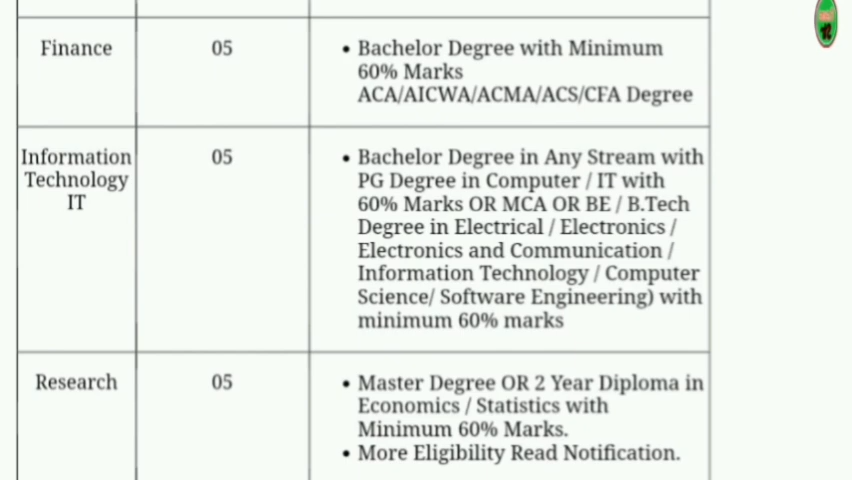 Finance 05 • Bachelor Degree with Minimum
60% Marks
ACA/AICWA/ACMA/ACS/CFA Degree
Information 05 • Bachelor Degree in Any Stream with
Technology PG Degree in Computer / IT with
IT 60% Marks OR MCA OR BE / B.Tech
Degree in Electrical / Electronics /
Electronics and Communication /
Information Technology / Computer
Science/ Software Engineering) with
minimum 60% marks
Research 05 • Master Degree OR 2 Year Diploma in
Economics / Statistics with
Minimum 60% Marks.
• More Eligibility Read Notification.